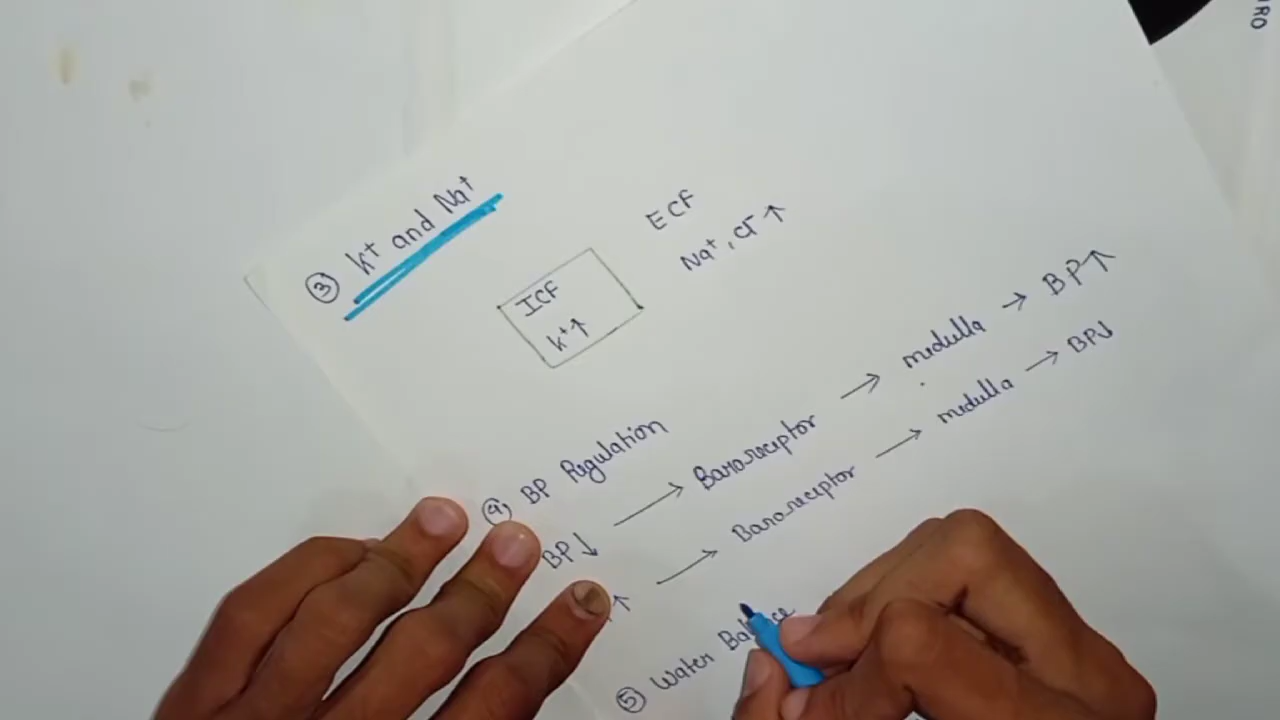 ③ K⁺ and Na⁺
ECF
Na⁺, Cl⁻ ↑
ICF
K⁺↑
④ BP Regulation
BP↓ → Baroreceptor → medulla → BP↑
↑ → Baroreceptor → medulla → BP↓
⑤ Water